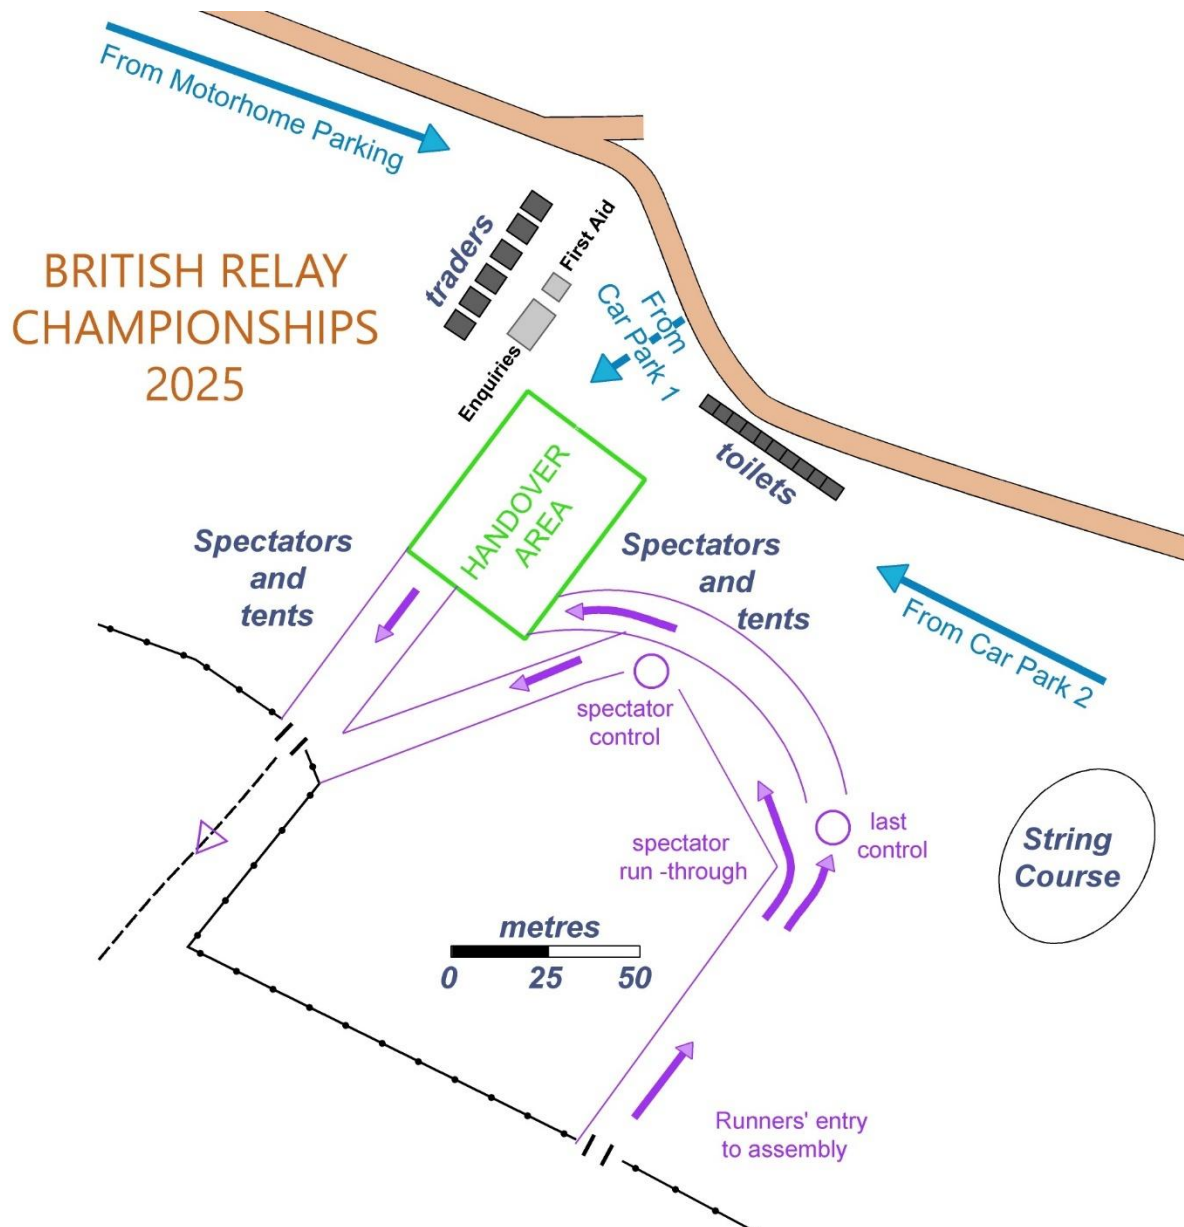 From Motorhome Parking
BRITISH RELAY
CHAMPIONSHIPS
2025
traders
First Aid
Enquiries
From
Car Park 1
toilets
HANDOVER
AREA
Spectators
and
tents
Spectators
and
tents
From Car Park 2
spectator
control
spectator
run -through
last
control
String
Course
metres
0 25 50
Runners' entry
to assembly